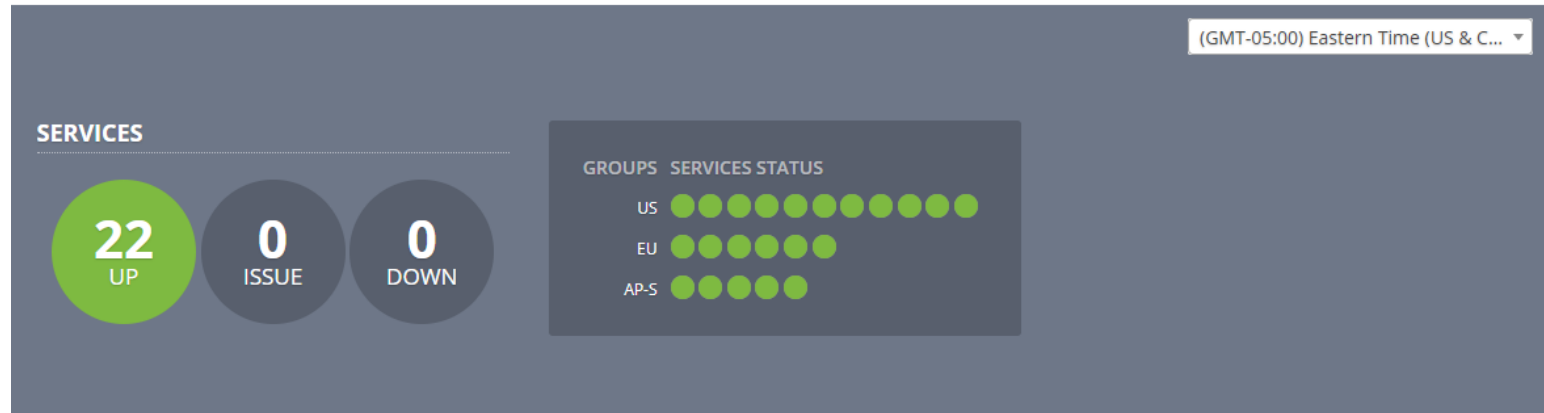 (GMT-05:00) Eastern Time (US & C...
SERVICES
22
UP
0
ISSUE
0
DOWN
GROUPS SERVICES STATUS
US
EU
AP-S